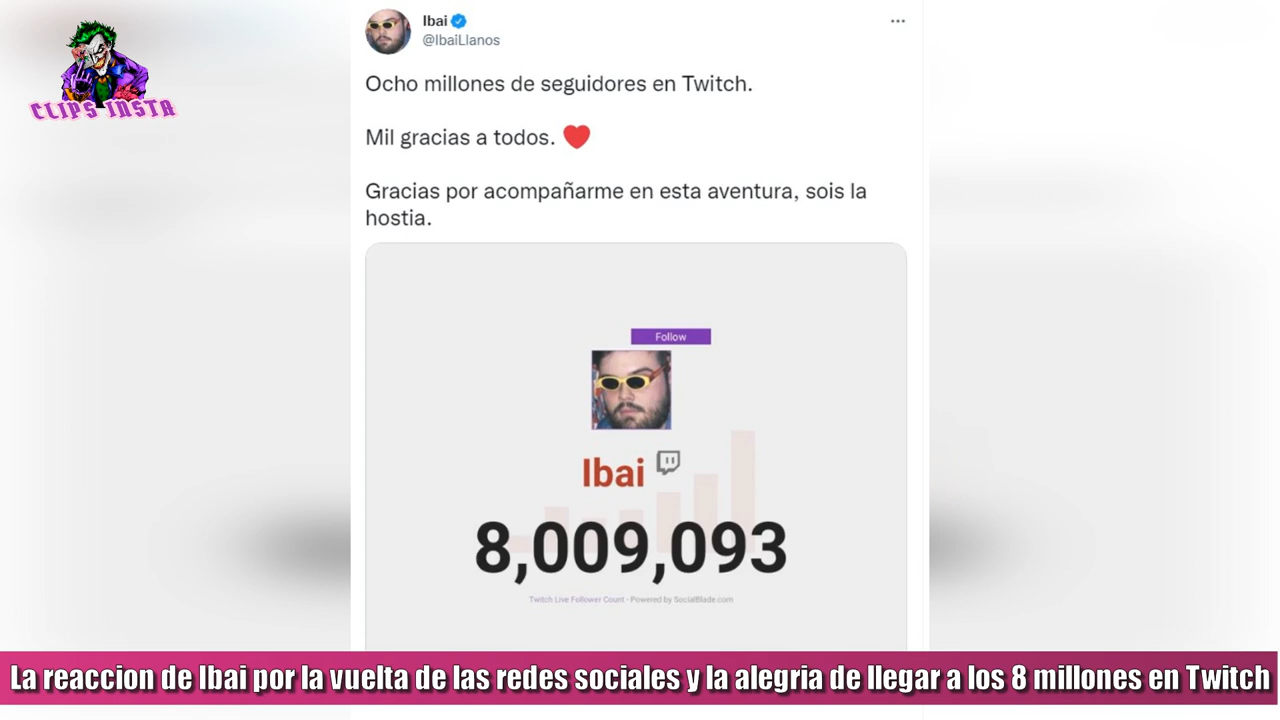 CLIPS INSTA
Ibai
@IbaiLlanos
Ocho millones de seguidores en Twitch.
Mil gracias a todos.
Gracias por acompañarme en esta aventura, sois la
hostia.
Follow
Ibai
8,009,093
Twitch Live Follower Count - Powered by SocialBlade.com
La reaccion de Ibai por la vuelta de las redes sociales y la alegria de llegar a los 8 millones en Twitch